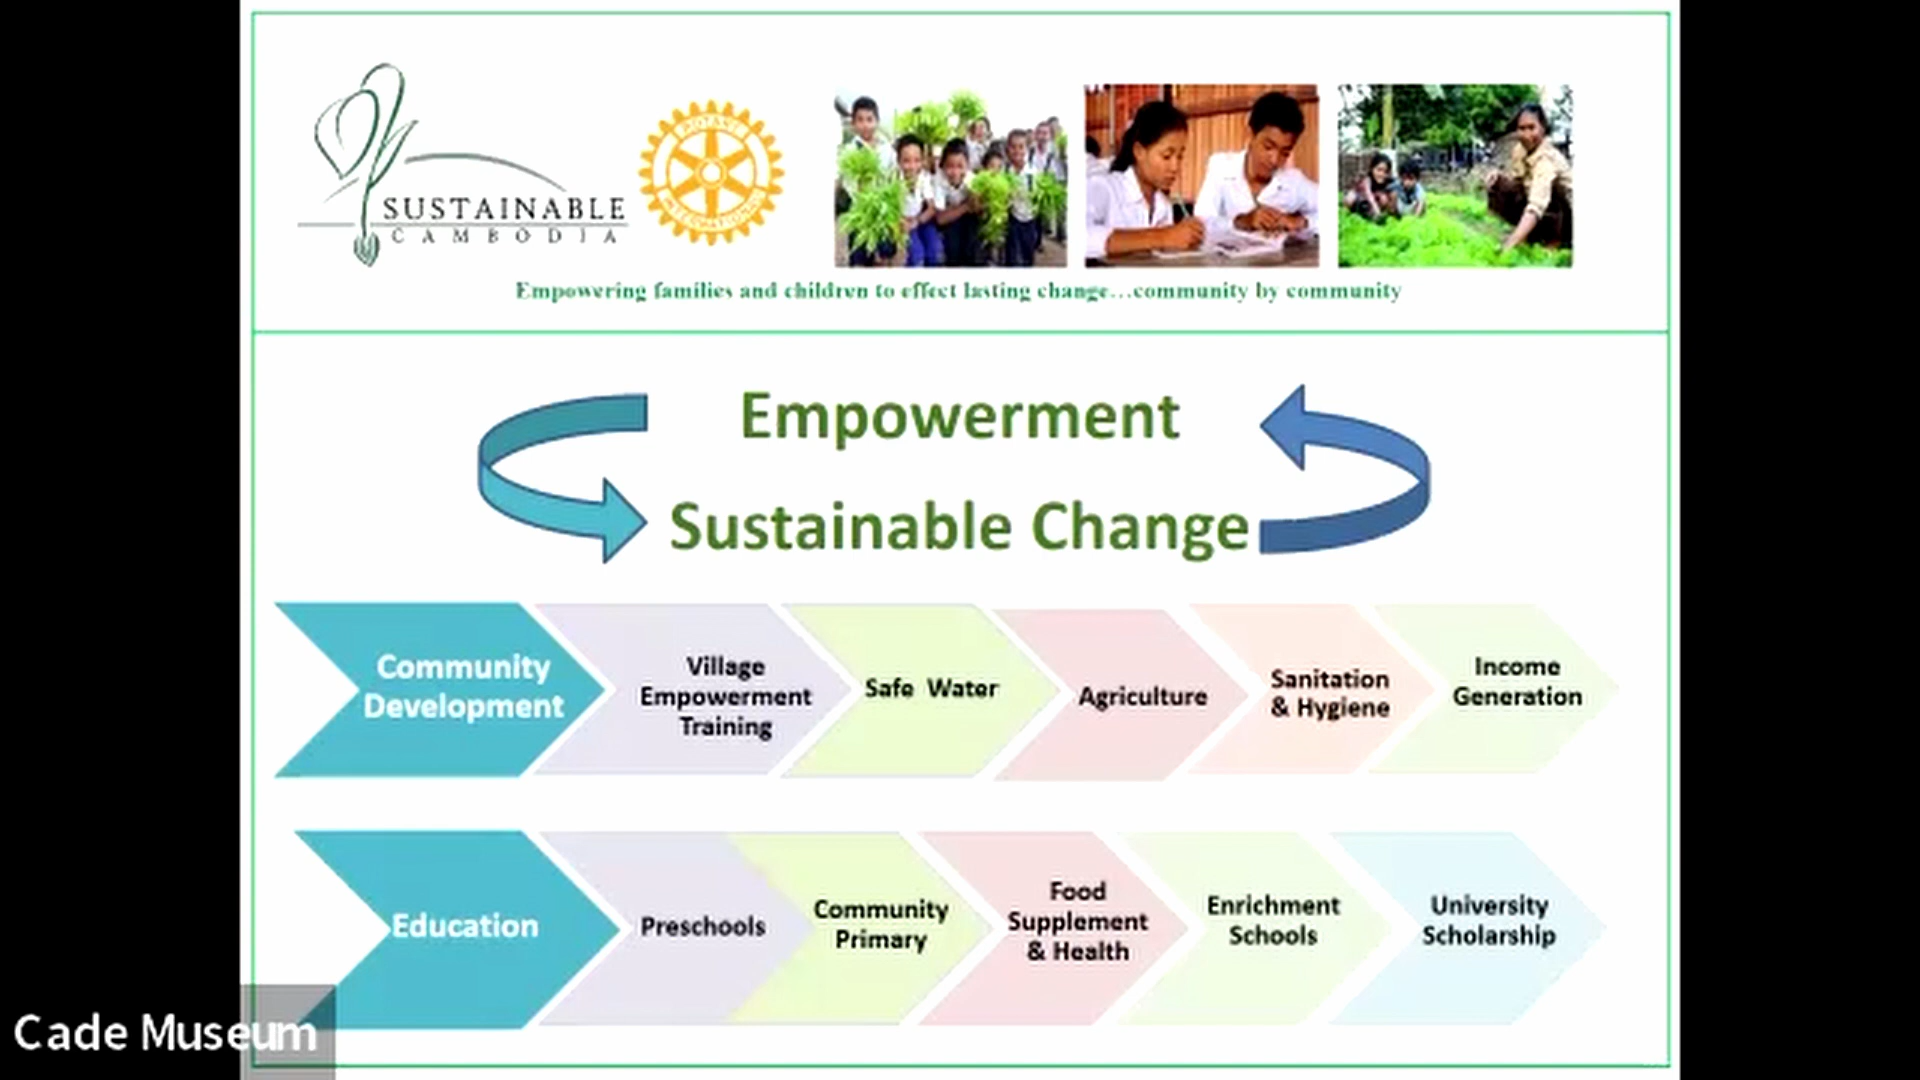 SUSTAINABLE
CAMBODIA
ROTARY
INTERNATIONAL
Empowering families and children to effect lasting change...community by community
Empowerment
Sustainable Change
Community
Development
Village
Empowerment
Training
Safe Water
Agriculture
Sanitation
& Hygiene
Income
Generation
Education
Preschools
Community
Primary
Food
Supplement
& Health
Enrichment
Schools
University
Scholarship
Cade Museum